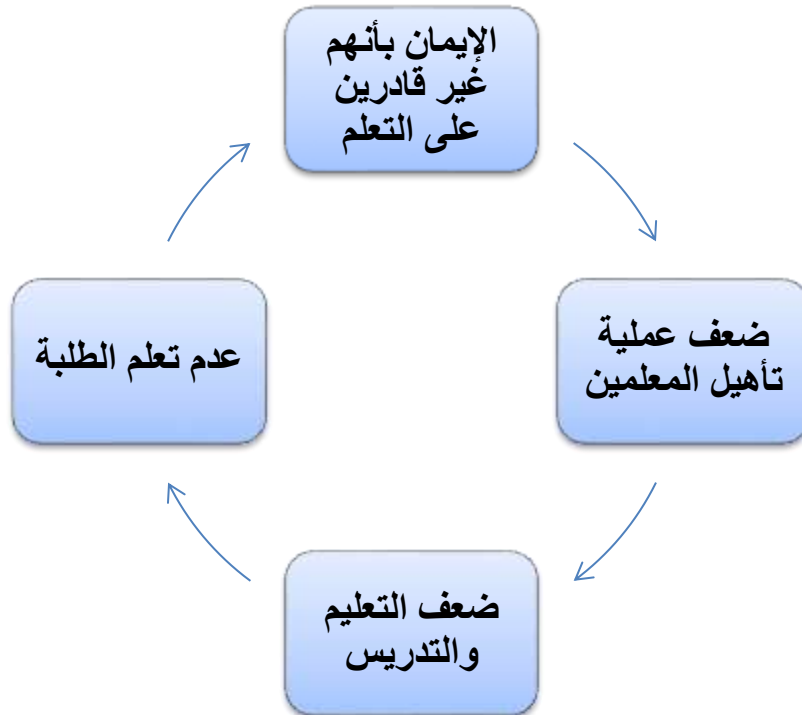 الإيمان بأنهم
غير قادرين
على التعلم
ضعف عملية
تأهيل المعلمين
ضعف التعليم
والتدريس
عدم تعلم الطلبة